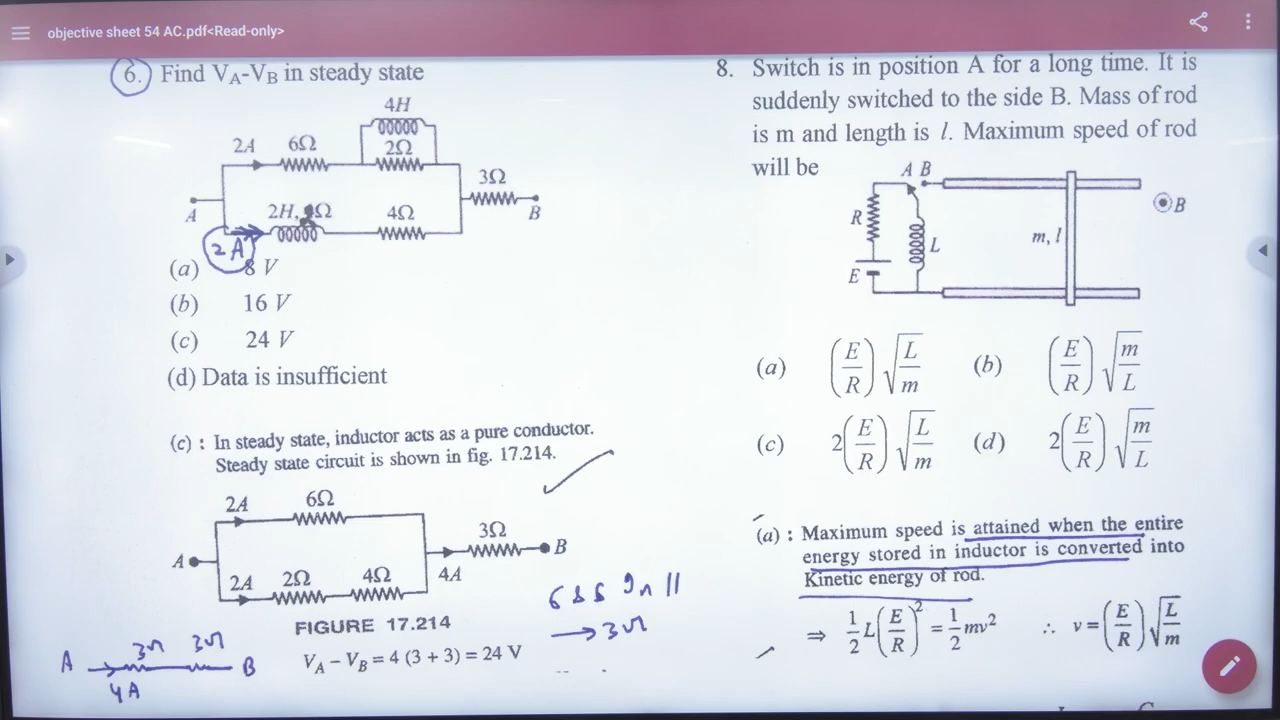 objective sheet 54 AC.pdf<Read-only>
6. Find VA-VB in steady state
4H
2A 6Ω 2Ω
3Ω
A B
2H, Ω 4Ω
2A
(a) 8 V
(b) 16 V
(c) 24 V
(d) Data is insufficient
(c) : In steady state, inductor acts as a pure conductor.
Steady state circuit is shown in fig. 17.214.
2A 6Ω
3Ω
A B
2A 2Ω 4Ω 4A
FIGURE 17.214
VA – VB = 4 (3 + 3) = 24 V
6 & 6 in ||
→ 3Ω
A 3Ω 3Ω B
4A
8. Switch is in position A for a long time. It is
suddenly switched to the side B. Mass of rod
is m and length is l. Maximum speed of rod
will be
A B
B
R
L
m, l
E
(a) (E/R) √(L/m) (b) (E/R) √(m/L)
(c) 2(E/R) √(L/m) (d) 2(E/R) √(m/L)
(a) : Maximum speed is attained when the entire
energy stored in inductor is converted into
Kinetic energy of rod.
⇒ 1/2 L(E/R)² = 1/2 mv² ∴ v = (E/R) √(L/m)